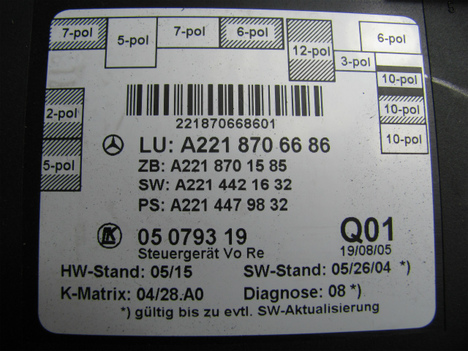 7-pol
5-pol
7-pol
6-pol
12-pol
3-pol
6-pol
10-pol
10-pol
10-pol
2-pol
5-pol
221870668601
LU: A221 870 66 86
ZB: A221 870 15 85
SW: A221 442 16 32
PS: A221 447 98 32
05 0793 19 Q01
Steuergerät Vo Re 19/08/05
HW-Stand: 05/15 SW-Stand: 05/26/04 *)
K-Matrix: 04/28.A0 Diagnose: 08 *)
*) gültig bis zu evtl. SW-Aktualisierung